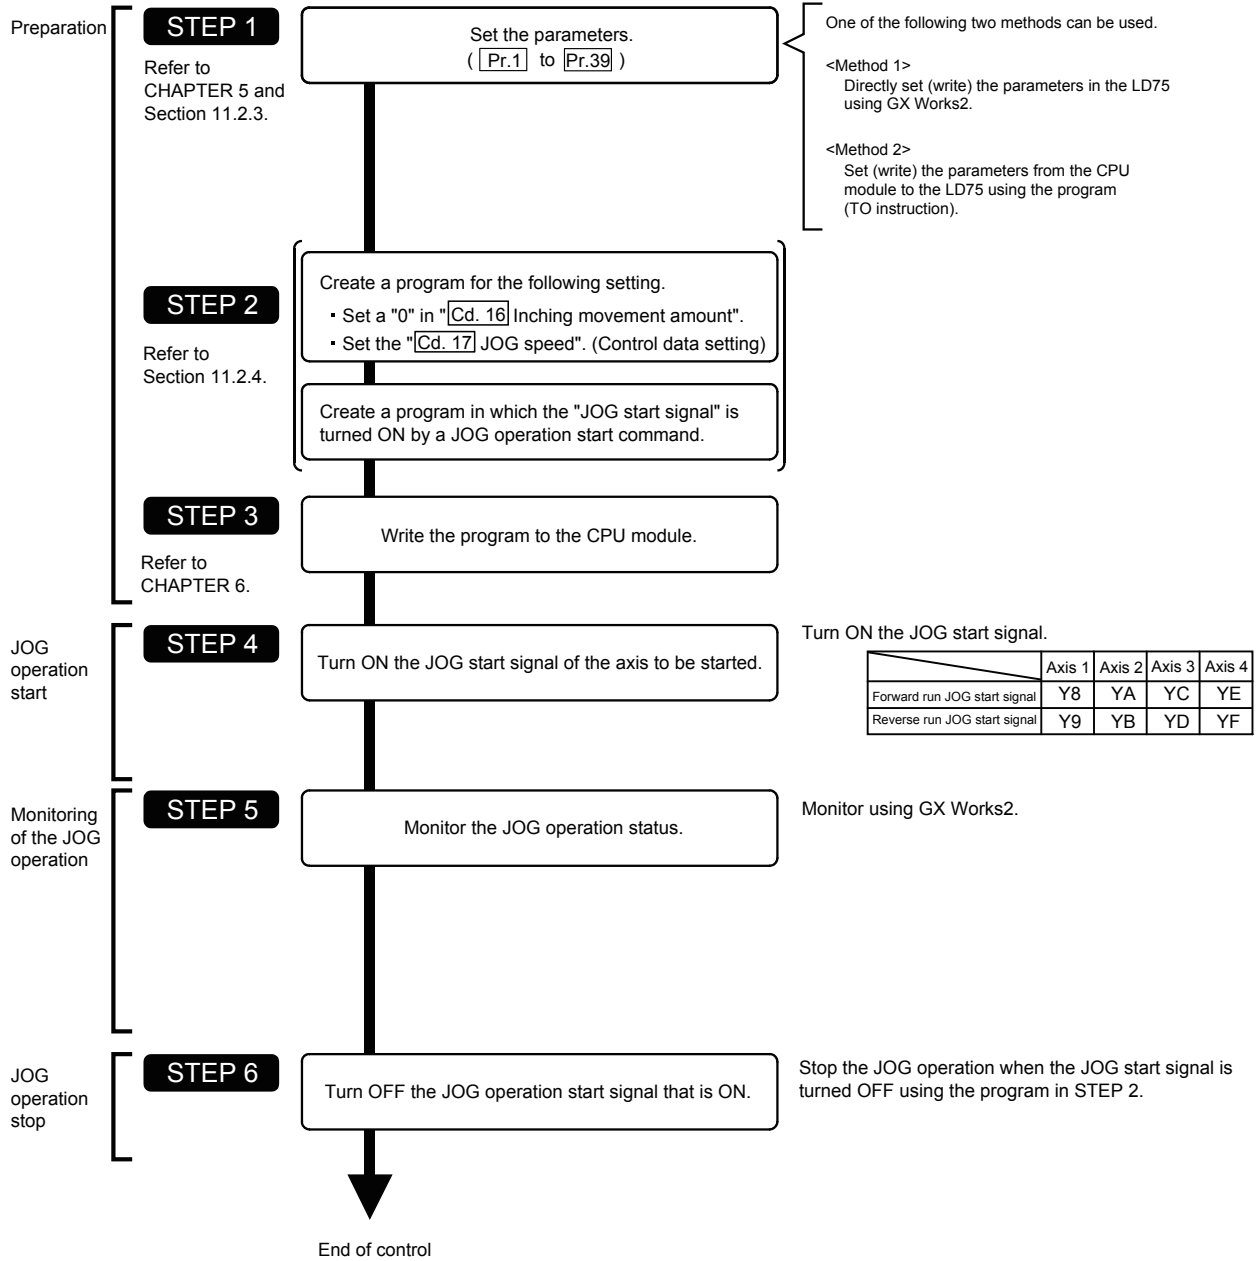 Preparation
STEP 1
Refer to
CHAPTER 5 and
Section 11.2.3.
Set the parameters.
( Pr.1 to Pr.39 )
One of the following two methods can be used.
<Method 1>
Directly set (write) the parameters in the LD75
using GX Works2.
<Method 2>
Set (write) the parameters from the CPU
module to the LD75 using the program
(TO instruction).
STEP 2
Refer to
Section 11.2.4.
Create a program for the following setting.
▪ Set a "0" in "Cd. 16 Inching movement amount".
▪ Set the "Cd. 17 JOG speed". (Control data setting)
Create a program in which the "JOG start signal" is
turned ON by a JOG operation start command.
STEP 3
Refer to
CHAPTER 6.
Write the program to the CPU module.
JOG
operation
start
STEP 4
Turn ON the JOG start signal of the axis to be started.
Turn ON the JOG start signal.
Axis 1 Axis 2 Axis 3 Axis 4
Forward run JOG start signal Y8 YA YC YE
Reverse run JOG start signal Y9 YB YD YF
Monitoring
of the JOG
operation
STEP 5
Monitor the JOG operation status.
Monitor using GX Works2.
JOG
operation
stop
STEP 6
Turn OFF the JOG operation start signal that is ON.
Stop the JOG operation when the JOG start signal is
turned OFF using the program in STEP 2.
End of control